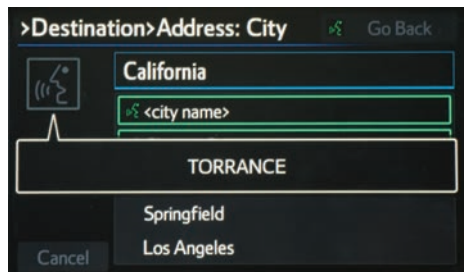 >Destination>Address: City Go Back
California
<city name>
TORRANCE
Springfield
Los Angeles
Cancel